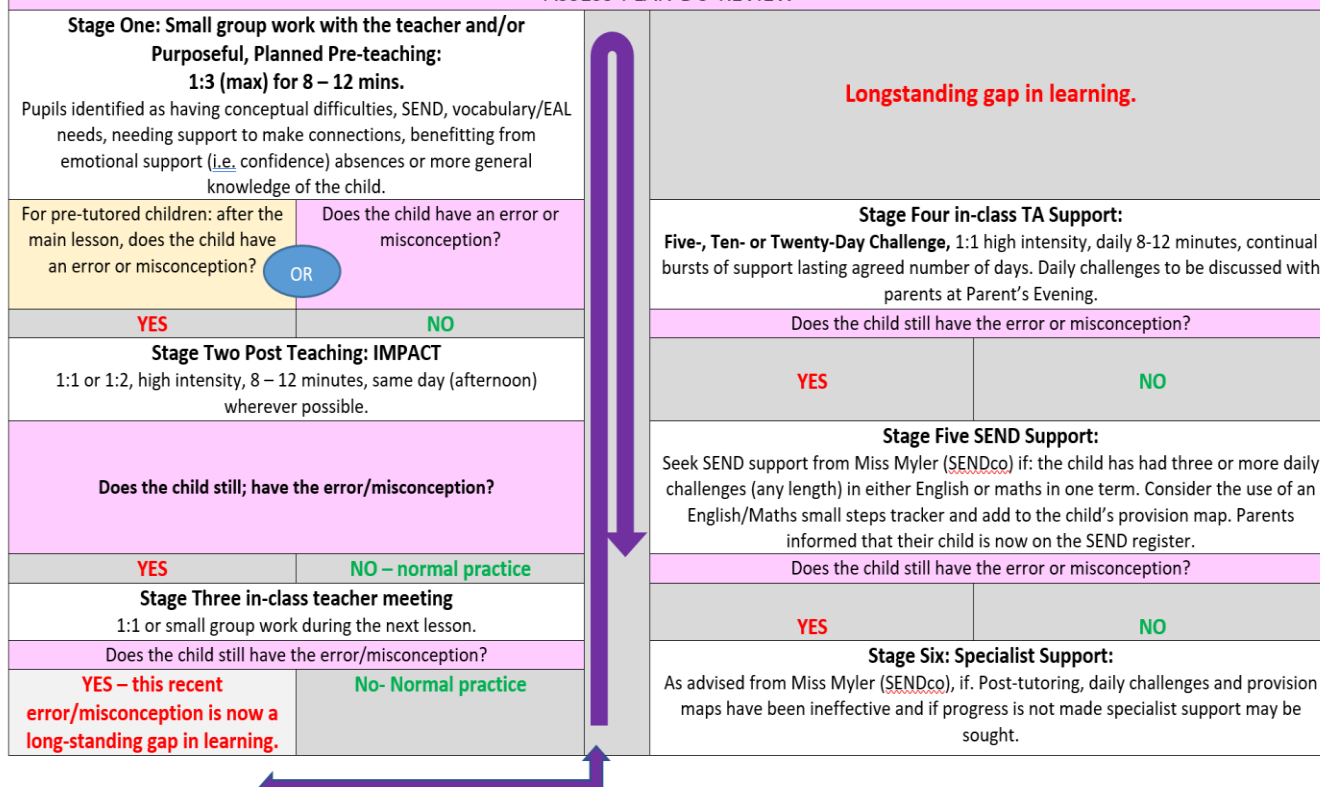 Stage One: Small group work with the teacher and/or
Purposeful, Planned Pre-teaching:
1:3 (max) for 8 – 12 mins.
Pupils identified as having conceptual difficulties, SEND, vocabulary/EAL
needs, needing support to make connections, benefitting from
emotional support (i.e. confidence) absences or more general
knowledge of the child.
For pre-tutored children: after the
main lesson, does the child have
an error or misconception?
OR
Does the child have an error or
misconception?
YES
NO
Stage Two Post Teaching: IMPACT
1:1 or 1:2, high intensity, 8 – 12 minutes, same day (afternoon)
wherever possible.
Does the child still; have the error/misconception?
YES
NO – normal practice
Stage Three in-class teacher meeting
1:1 or small group work during the next lesson.
Does the child still have the error/misconception?
YES – this recent
error/misconception is now a
long-standing gap in learning.
No- Normal practice
Longstanding gap in learning.
Stage Four in-class TA Support:
Five-, Ten- or Twenty-Day Challenge, 1:1 high intensity, daily 8-12 minutes, continual
bursts of support lasting agreed number of days. Daily challenges to be discussed with
parents at Parent’s Evening.
Does the child still have the error or misconception?
YES
NO
Stage Five SEND Support:
Seek SEND support from Miss Myler (SENDco) if: the child has had three or more daily
challenges (any length) in either English or maths in one term. Consider the use of an
English/Maths small steps tracker and add to the child’s provision map. Parents
informed that their child is now on the SEND register.
Does the child still have the error or misconception?
YES
NO
Stage Six: Specialist Support:
As advised from Miss Myler (SENDco), if. Post-tutoring, daily challenges and provision
maps have been ineffective and if progress is not made specialist support may be
sought.